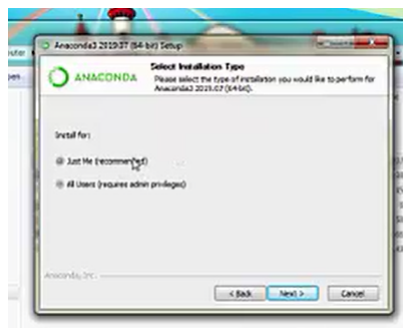 Anaconda3 2019.07 (64-bit) Setup
ANACONDA
Select Installation Type
Please select the type of installation you would like to perform for
Anaconda3 2019.07 (64-bit).
Install for:
Just Me (recommended)
All Users (requires admin privileges)
Anaconda, Inc.
< Back
Next >
Cancel